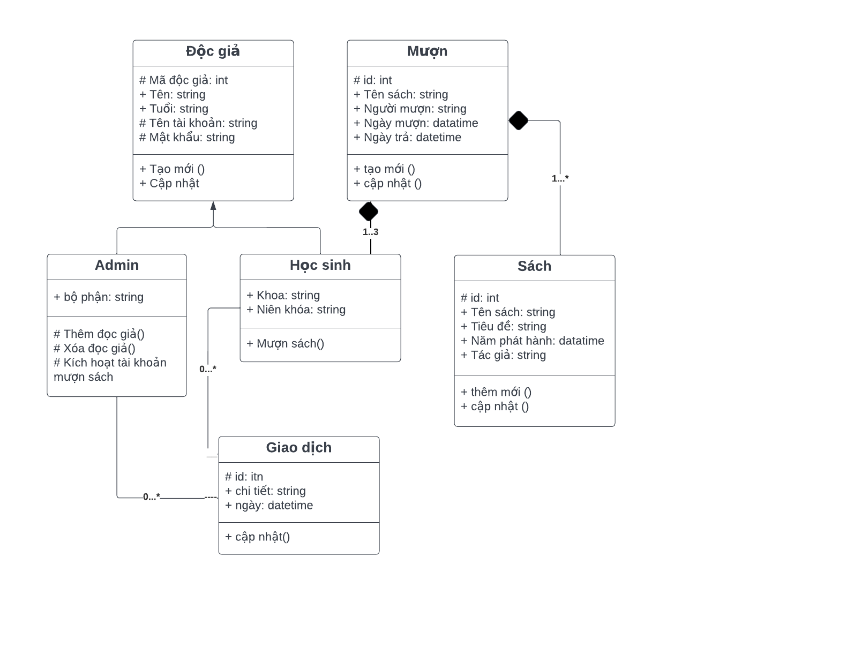 Độc giả
# Mã độc giả: int
+ Tên: string
+ Tuổi: string
# Tên tài khoản: string
# Mật khẩu: string
+ Tạo mới ()
+ Cập nhật
Mượn
# id: int
+ Tên sách: string
+ Người mượn: string
+ Ngày mượn: datatime
+ Ngày trả: datetime
+ tạo mới ()
+ cập nhật ()
1...*
1..3
Admin
+ bộ phận: string
# Thêm đọc giả()
# Xóa đọc giả()
# Kích hoạt tài khoản
mượn sách
Học sinh
+ Khoa: string
+ Niên khóa: string
+ Mượn sách()
Sách
# id: int
+ Tên sách: string
+ Tiêu đề: string
+ Năm phát hành: datatime
+ Tác giả: string
+ thêm mới ()
+ cập nhật ()
0...*
Giao dịch
# id: itn
+ chi tiết: string
+ ngày: datetime
+ cập nhật()
0...*